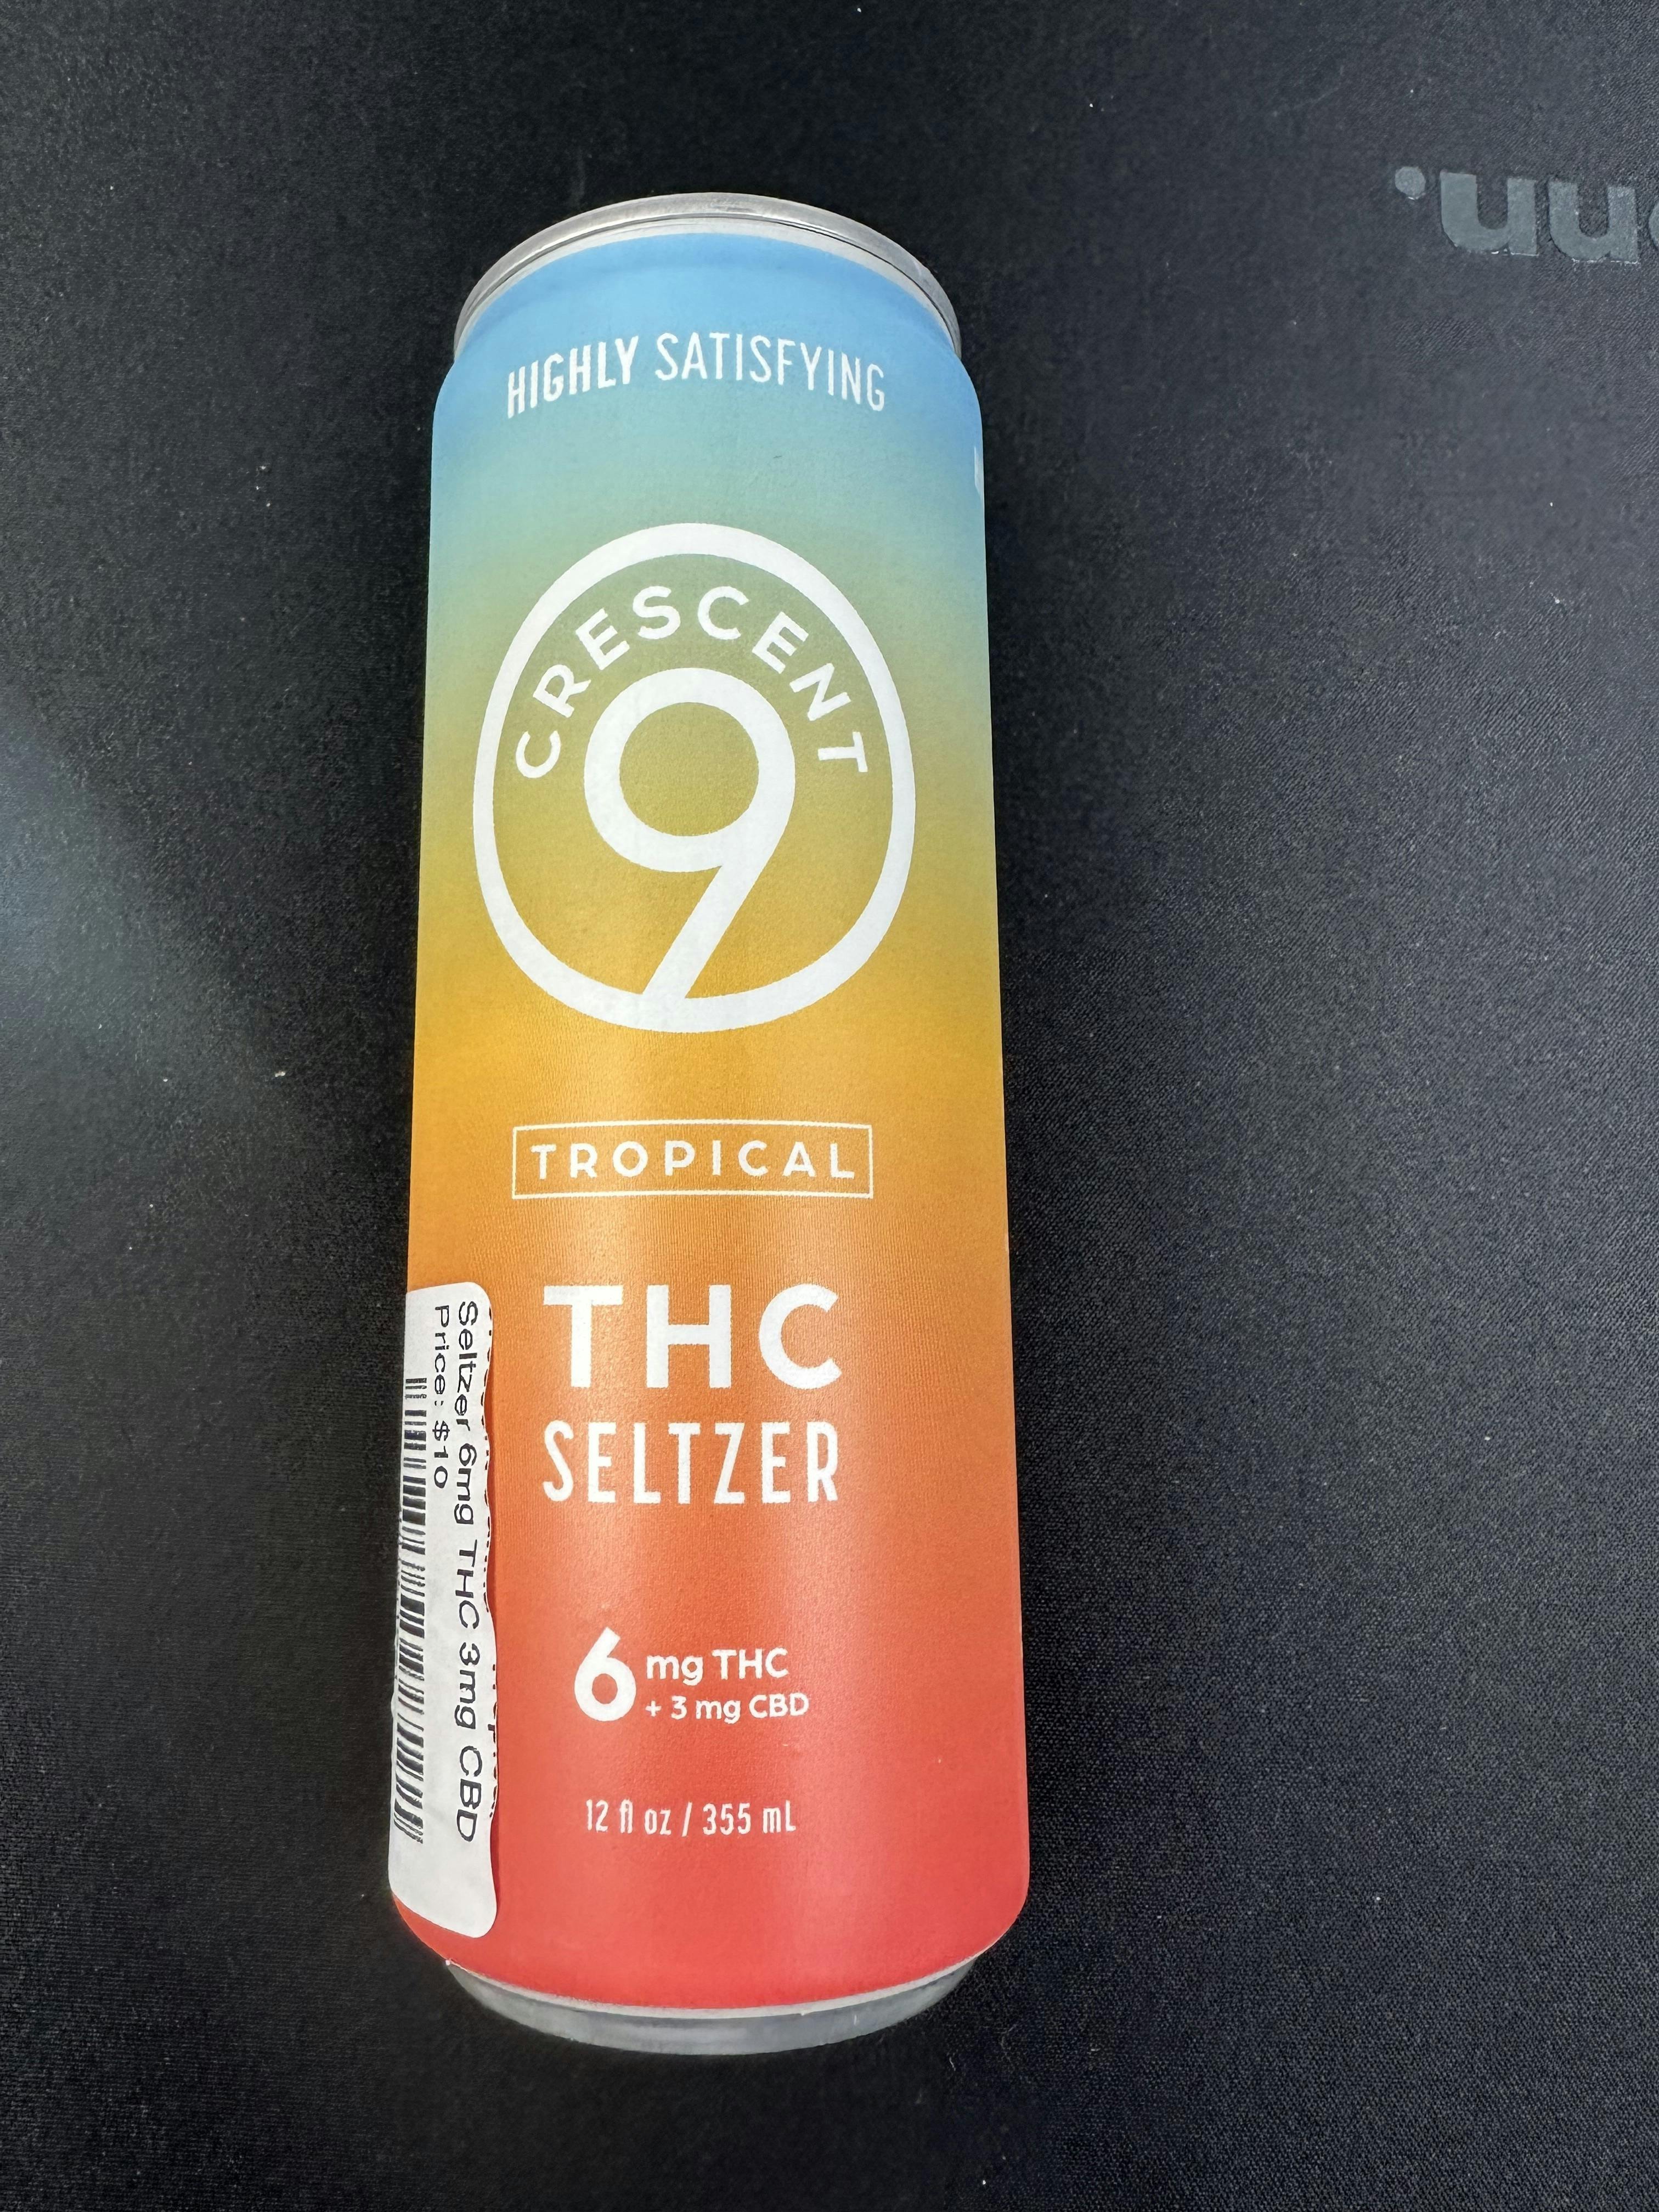 HIGHLY SATISFYING
CRESCENT
9
TROPICAL
THC
SELTZER
6 mg THC
+ 3 mg CBD
12 fl oz / 355 mL
Seltzer 6mg THC 3mg CBD
Price: $10